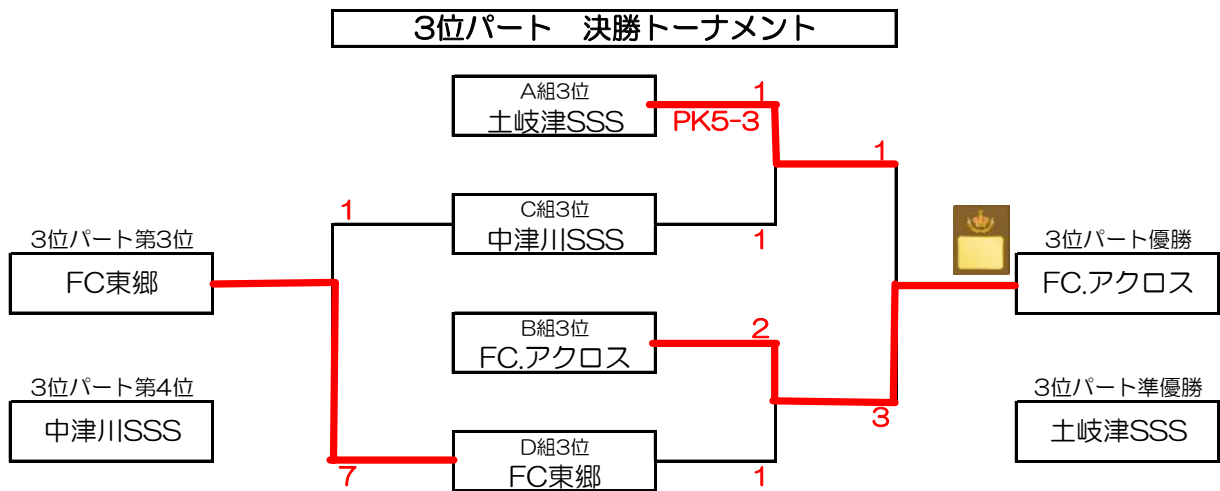 3位パート　決勝トーナメント
A組3位
土岐津SSS
1
PK5-3
1
C組3位
中津川SSS
1
1
3位パート第3位
FC東郷
3位パート優勝
FC.アクロス
B組3位
FC.アクロス
2
3位パート第4位
中津川SSS
3位パート準優勝
土岐津SSS
3
D組3位
FC東郷
7
1